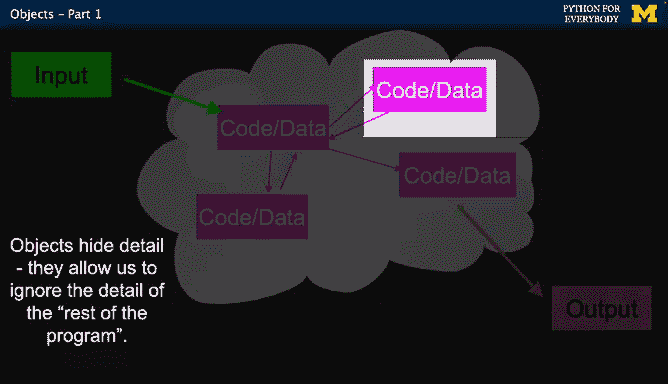 Objects – Part 1
PYTHON FOR
EVERYBODY
M
Input
Code/Data
Code/Data
Code/Data
Code/Data
Objects hide detail
- they allow us to
ignore the detail of
the “rest of the
program”.
Output